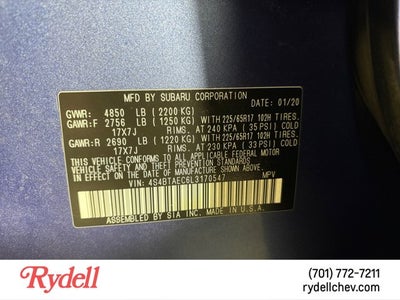 MFD BY SUBARU CORPORATION 01/20
GVWR: 4850 LB (2200 KG)
GAWR:F 2756 LB (1250 KG) WITH 225/65R17 102H TIRES.
17X7J RIMS. AT 240 KPA (35 PSI) COLD
GAWR:R 2690 LB (1220 KG) WITH 225/65R17 102H TIRES.
17X7J RIMS. AT 230 KPA (33 PSI) COLD
THIS VEHICLE CONFORMS TO ALL APPLICABLE FEDERAL MOTOR
VEHICLE SAFETY, BUMPER, AND THEFT PREVENTION STANDARDS
IN EFFECT ON THE DATE OF MANUFACTURE SHOWN ABOVE.
VIN: 4S4BTAEC6L3170547 MPV
ASSEMBLED BY SIA INC. MADE IN U.S.A.
Rydell
(701) 772-7211
rydellchev.com